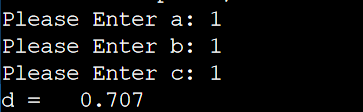 Please Enter a: 1
Please Enter b: 1
Please Enter c: 1
d =   0.707